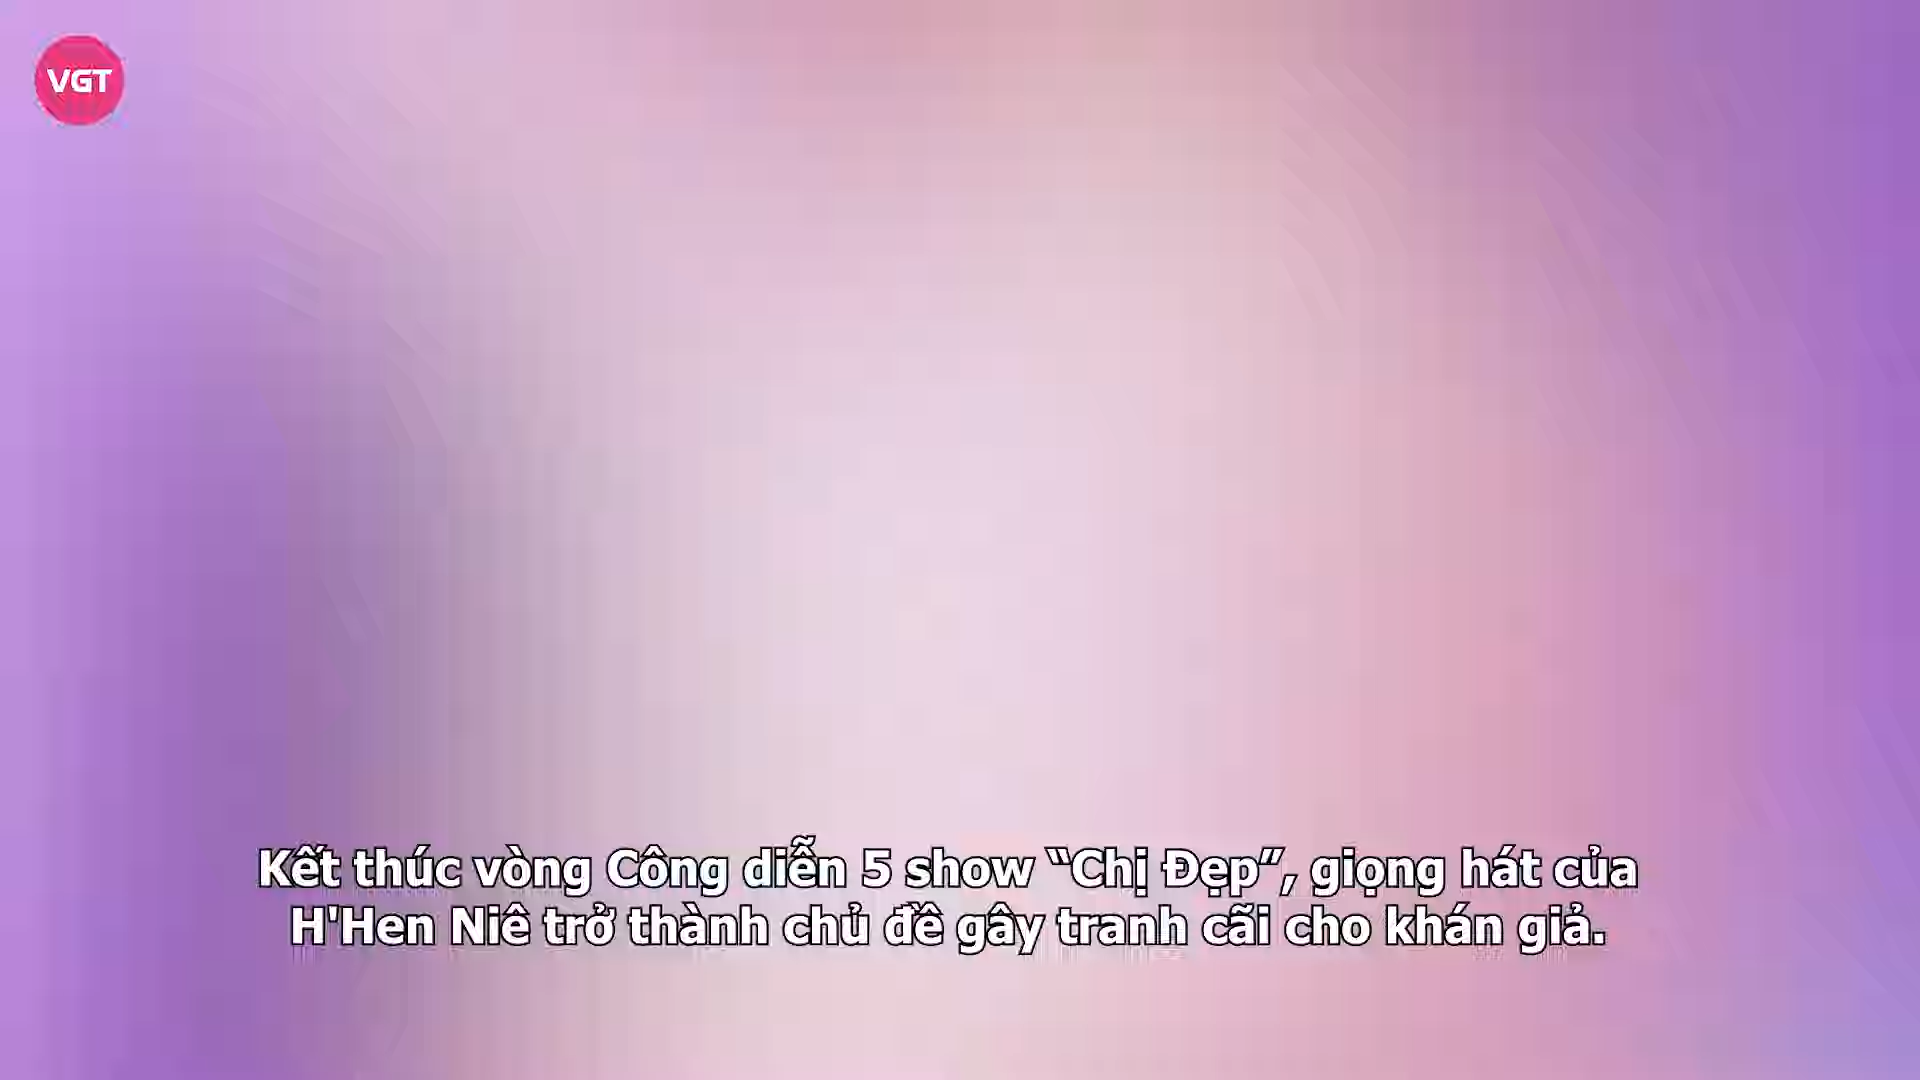 VGT
Kết thúc vòng Công diễn 5 show “Chị Đẹp”, giọng hát của
H'Hen Niê trở thành chủ đề gây tranh cãi cho khán giả.